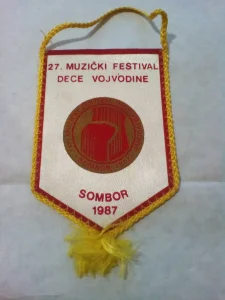 27. MUZIČKI FESTIVAL
DECE VOJVODINE
SOMBOR
1987